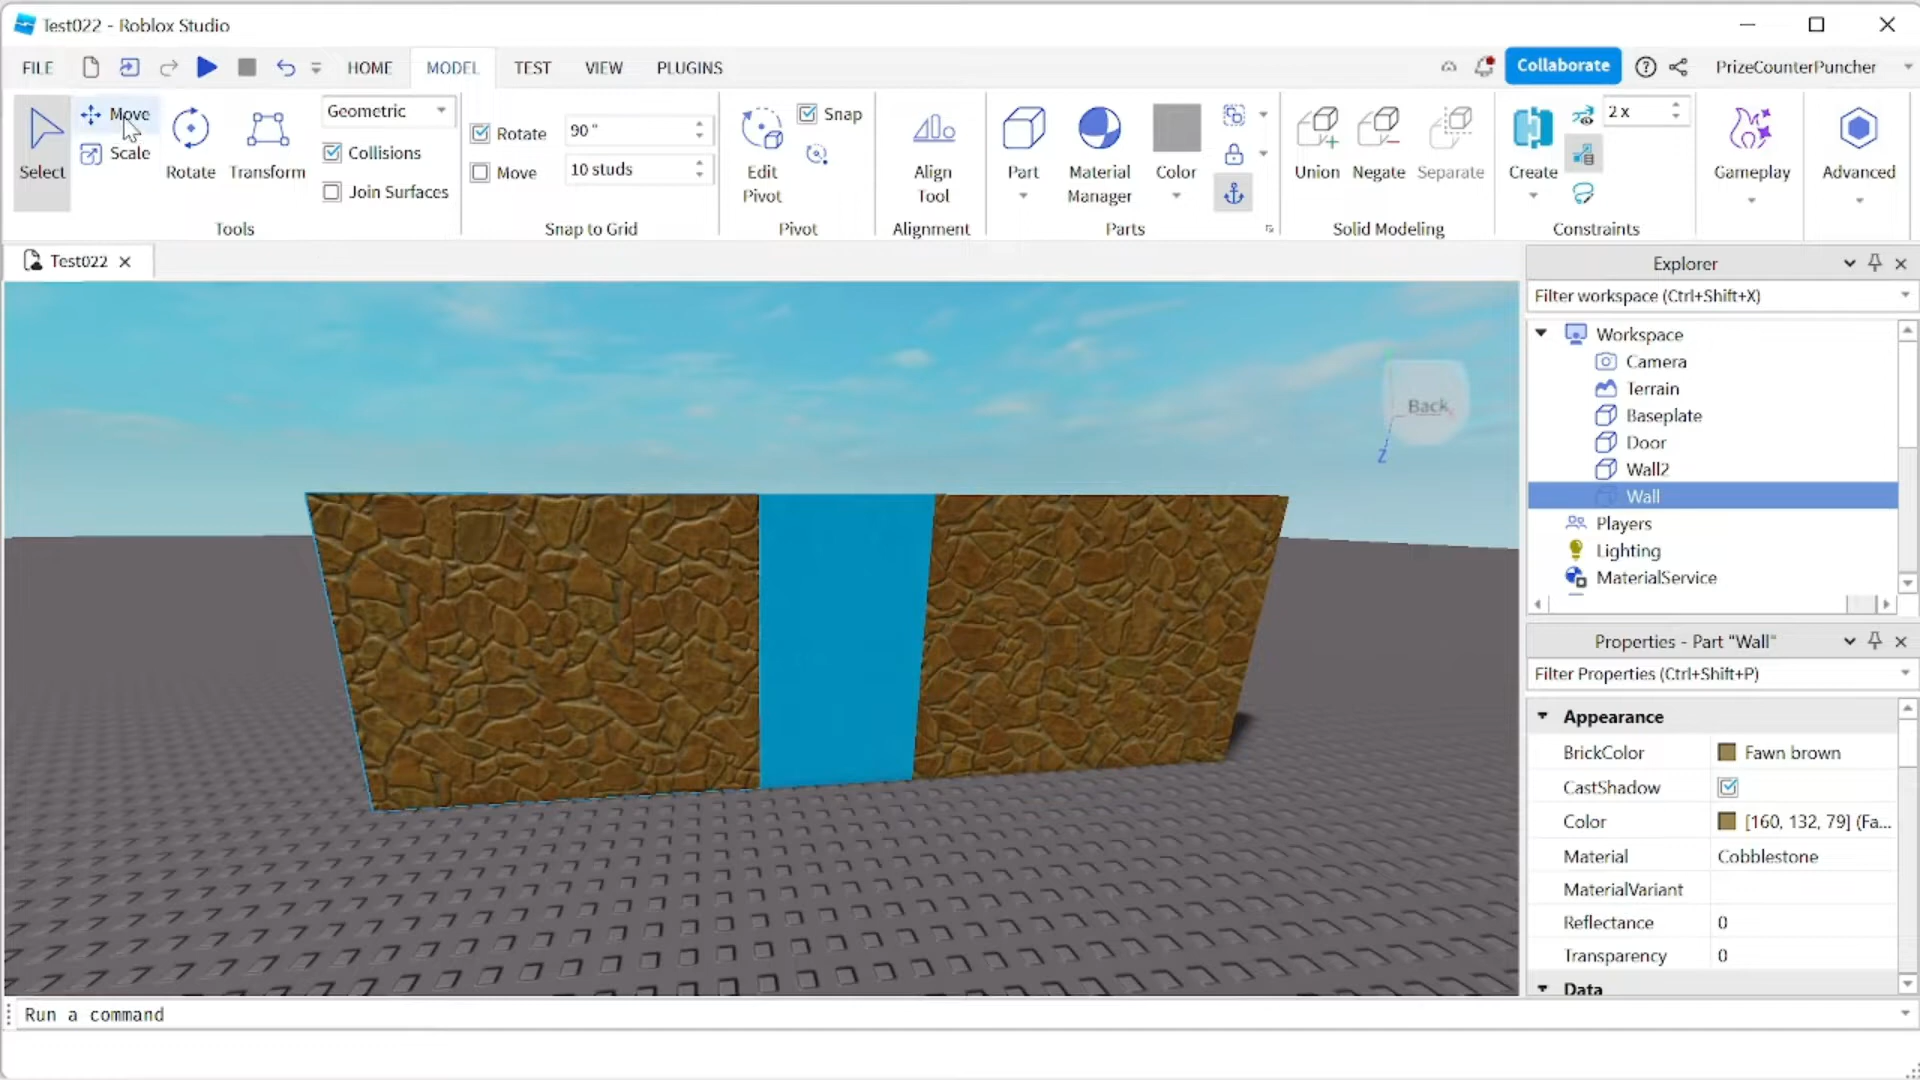 Test022 - Roblox Studio
FILE HOME MODEL TEST VIEW PLUGINS Collaborate PrizeCounterPuncher
Select
Move
Scale
Rotate
Transform
Geometric
Collisions
Join Surfaces
Tools
Rotate 90 °
Move 10 studs
Snap to Grid
Edit
Pivot
Snap
Pivot
Align
Tool
Alignment
Part
Material
Manager
Color
Parts
Union
Negate
Separate
Solid Modeling
Create
2 x
Constraints
Gameplay
Advanced
Test022
Back
Z
Explorer
Filter workspace (Ctrl+Shift+X)
Workspace
Camera
Terrain
Baseplate
Door
Wall2
Wall
Players
Lighting
MaterialService
Properties - Part "Wall"
Filter Properties (Ctrl+Shift+P)
Appearance
BrickColor Fawn brown
CastShadow
Color [160, 132, 79] (Fa...
Material Cobblestone
MaterialVariant
Reflectance 0
Transparency 0
Data
Run a command